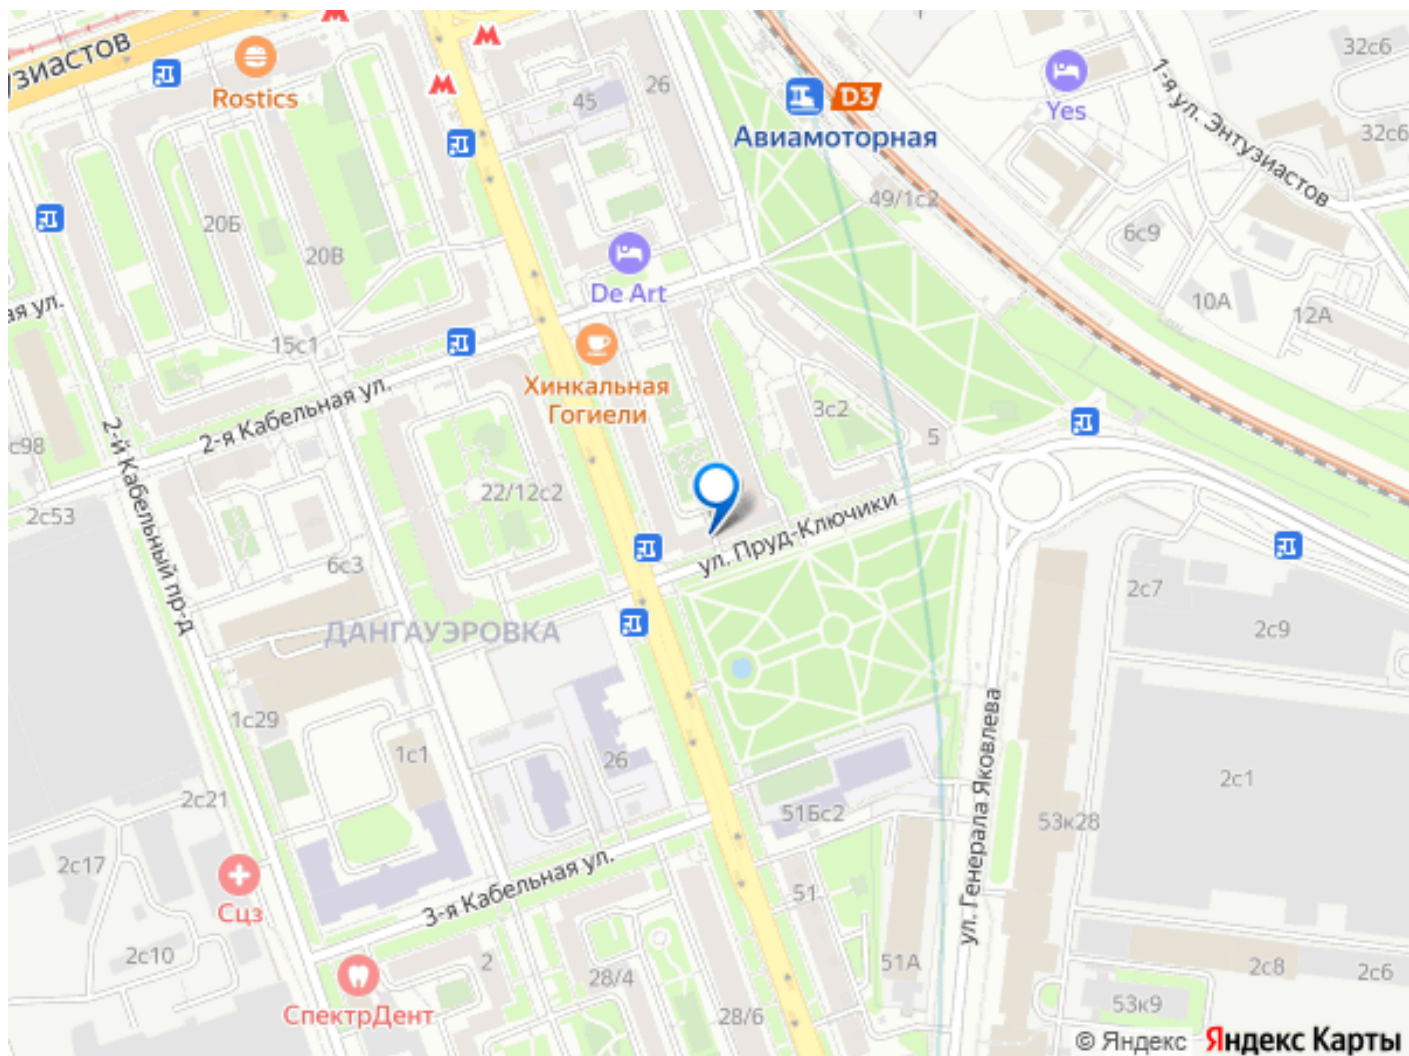 узиастов
Rostics
26
45
D3
Авиамоторная
Yes
1-я ул. Энтузиастов
32с6
32с6
49/1с2
6с9
20Б
20В
De Art
10А
12А
ая ул.
15с1
2-я Кабельная ул.
Хинкальная
Гогиели
3с2
5
с98
2-й Кабельный пр-д
22/12с2
2с53
ул. Пруд-Ключики
6с3
2с7
2с9
ДАНГАУЭРОВКА
1с29
1с1
26
ул. Генерала Яковлева
2с1
2с21
51Бс2
53к28
2с17
Сцз
3-я Кабельная ул.
51
2с10
2
51А
2с8
2с6
28/4
СпектрДент
28/6
53к9
© Яндекс Яндекс Карты